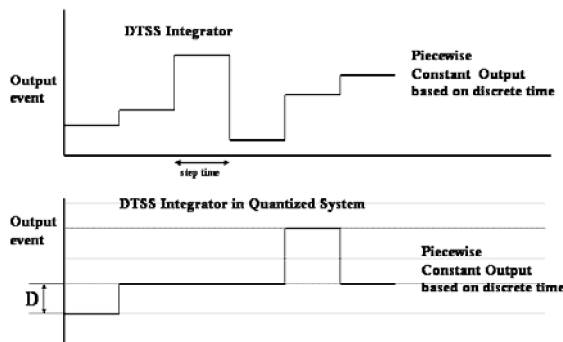 DTSS Integrator
Output
event
Piecewise
Constant Output
based on discrete time
step time
DTSS Integrator in Quantized System
Output
event
Piecewise
Constant Output
based on discrete time
D